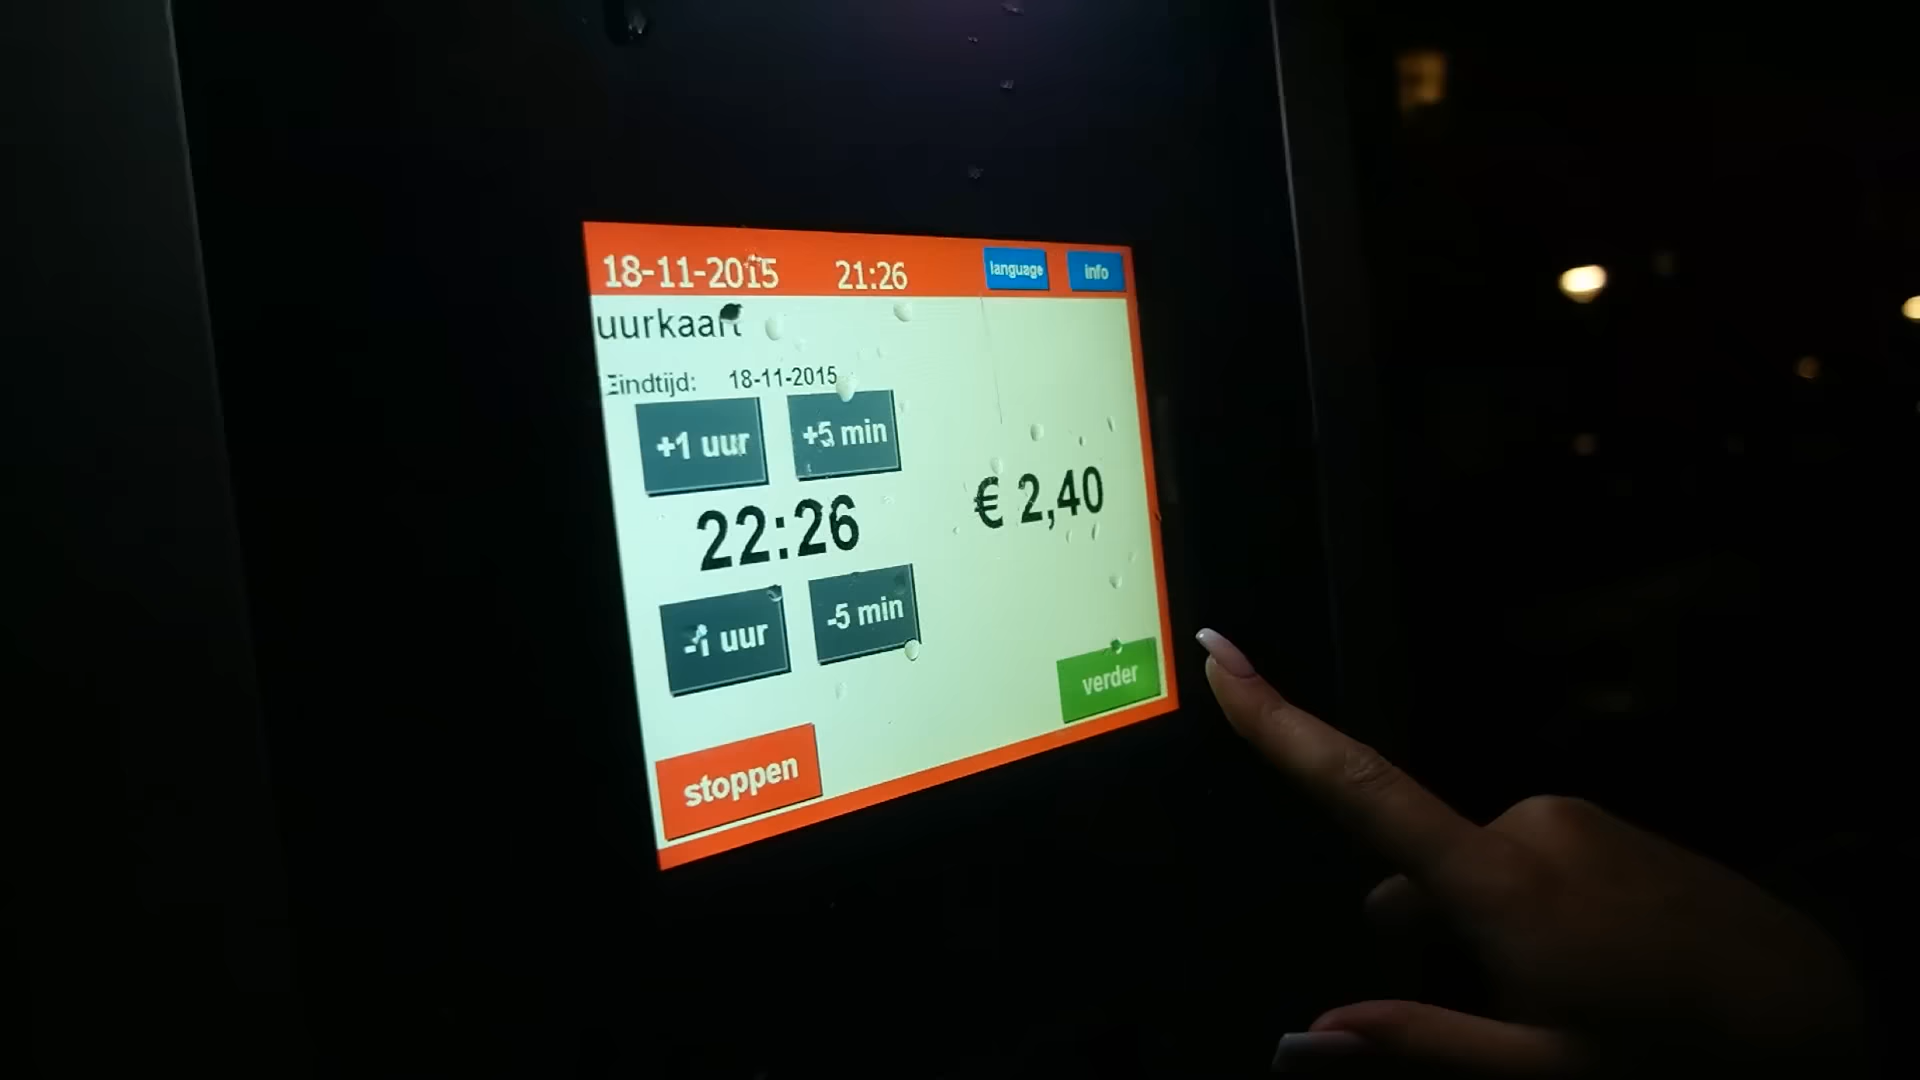 18-11-2015 21:26 language info
uurkaart
Eindtijd: 18-11-2015
+1 uur +5 min
22:26 € 2,40
-1 uur -5 min
verder
stoppen